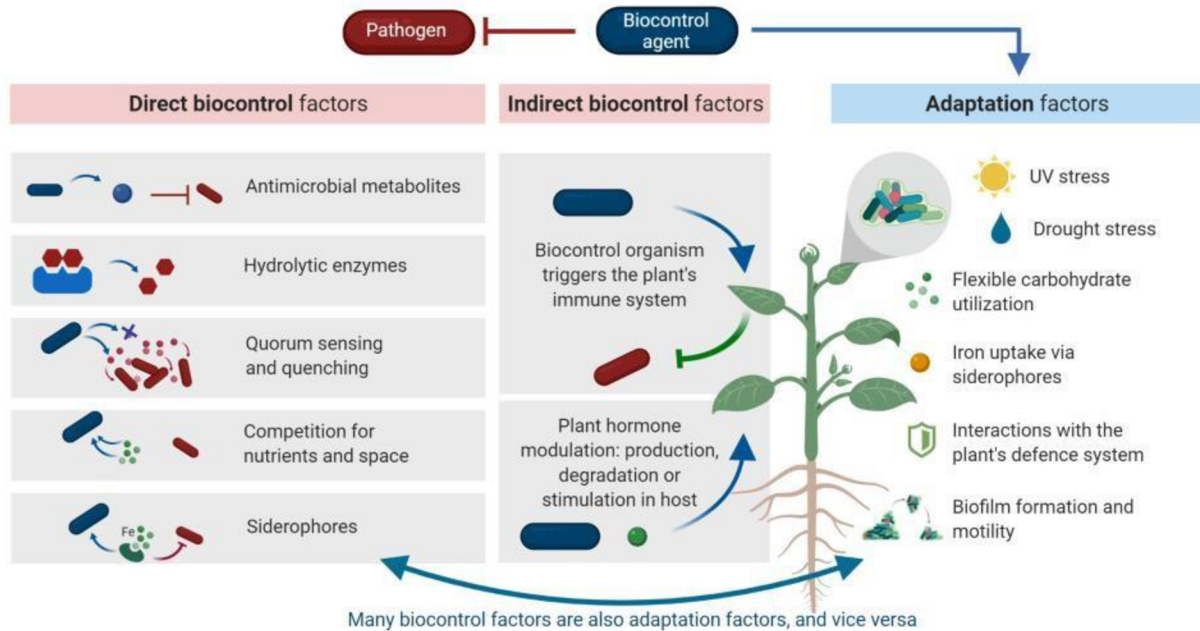 Pathogen
Biocontrol
agent
Direct biocontrol factors
Indirect biocontrol factors
Adaptation factors
Antimicrobial metabolites
Hydrolytic enzymes
Quorum sensing
and quenching
Competition for
nutrients and space
Fe
Siderophores
Biocontrol organism
triggers the plant's
immune system
Plant hormone
modulation: production,
degradation or
stimulation in host
UV stress
Drought stress
Flexible carbohydrate
utilization
Iron uptake via
siderophores
Interactions with the
plant's defence system
Biofilm formation and
motility
Many biocontrol factors are also adaptation factors, and vice versa